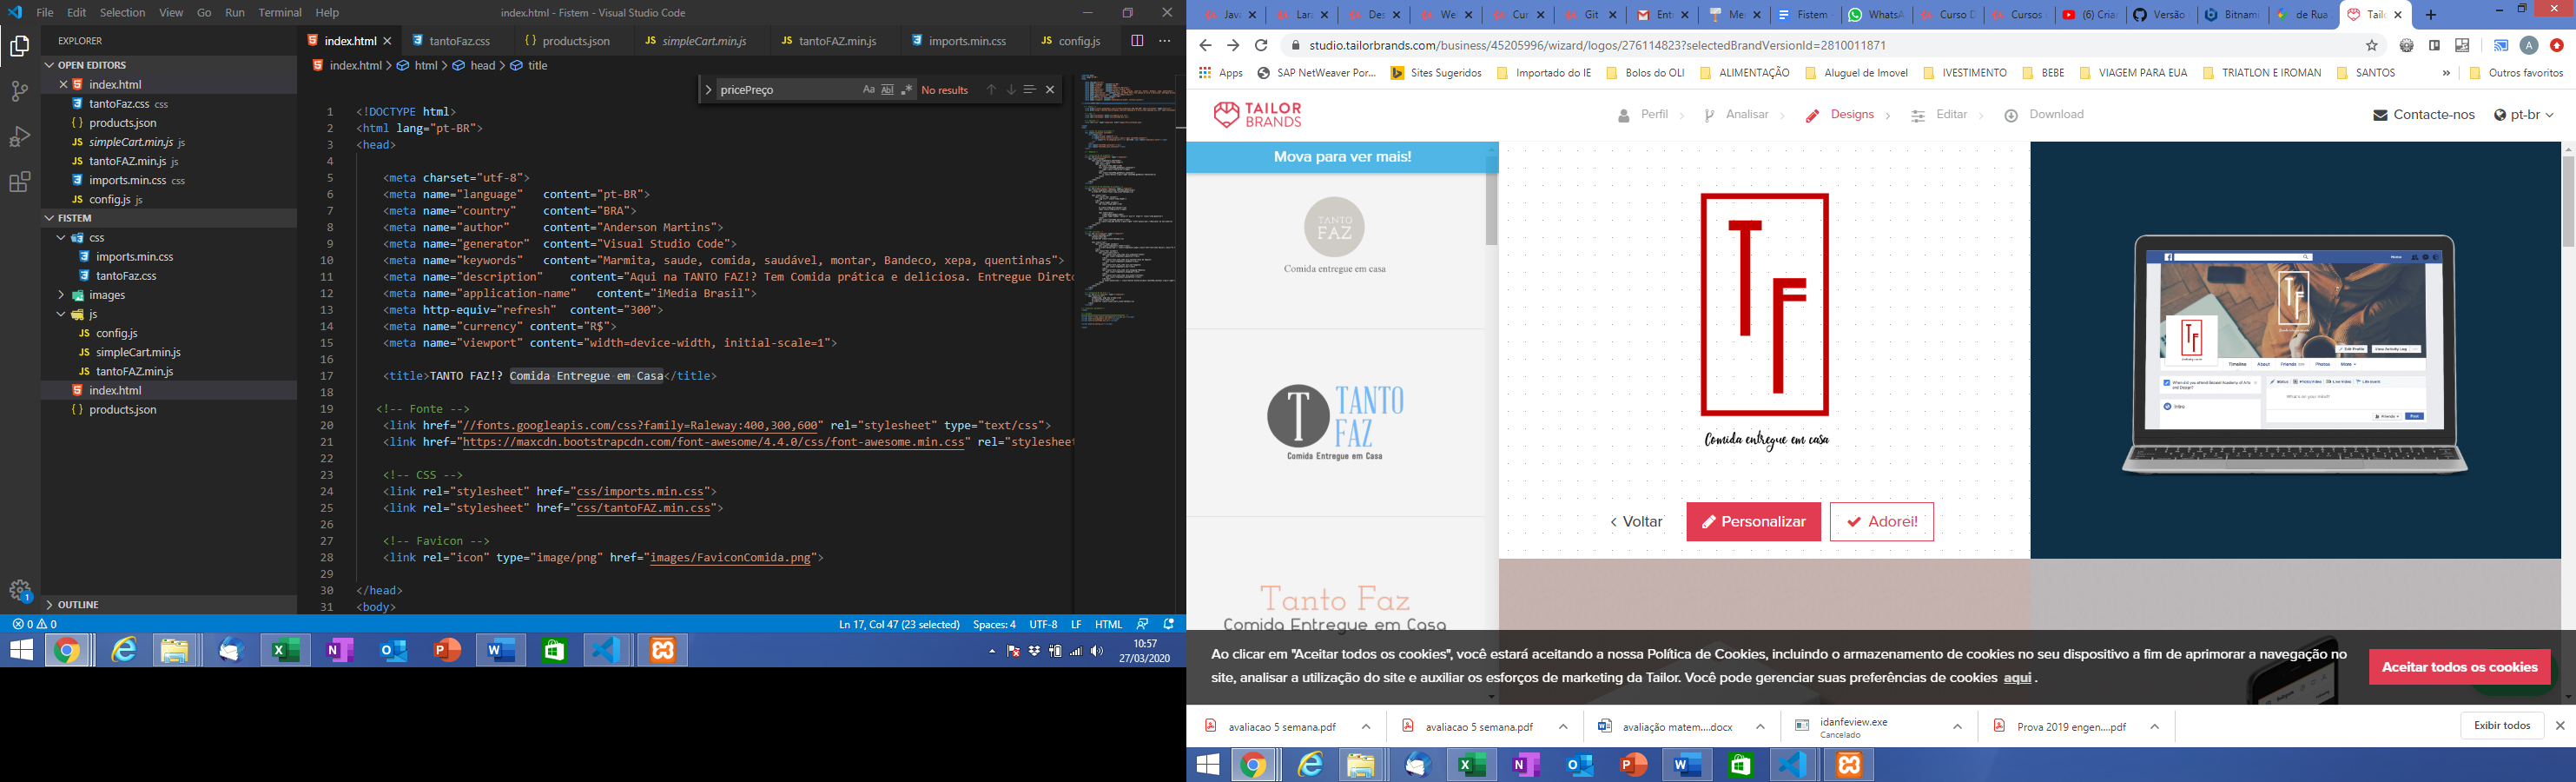 File Edit Selection View Go Run Terminal Help index.html - Fistem - Visual Studio Code
EXPLORER
OPEN EDITORS
index.html
tantoFaz.css css
products.json
simpleCart.min.js js
tantoFAZ.min.js js
imports.min.css css
config.js js
FISTEM
css
imports.min.css
tantoFaz.css
images
js
config.js
simpleCart.min.js
tantoFAZ.min.js
index.html
products.json
OUTLINE
index.html tantoFaz.css products.json simpleCart.min.js tantoFAZ.min.js imports.min.css config.js
index.html > html > head > title
pricePreço Aa Abl No results
1 <!DOCTYPE html>
2 <html lang="pt-BR">
3 <head>
4
5 <meta charset="utf-8">
6 <meta name="language" content="pt-BR">
7 <meta name="country" content="BRA">
8 <meta name="author" content="Anderson Martins">
9 <meta name="generator" content="Visual Studio Code">
10 <meta name="keywords" content="Marmita, saude, comida, saudável, montar, Bandeco, xepa, quentinhas">
11 <meta name="description" content="Aqui na TANTO FAZ!? Tem Comida prática e deliciosa. Entregue Direto
12 <meta name="application-name" content="iMedia Brasil">
13 <meta http-equiv="refresh" content="300">
14 <meta name="currency" content="R$">
15 <meta name="viewport" content="width=device-width, initial-scale=1">
16
17 <title>TANTO FAZ!? Comida Entregue em Casa</title>
18
19 <!-- Fonte -->
20 <link href="//fonts.googleapis.com/css?family=Raleway:400,300,600" rel="stylesheet" type="text/css">
21 <link href="https://maxcdn.bootstrapcdn.com/font-awesome/4.4.0/css/font-awesome.min.css" rel="stylesheet
22
23 <!-- CSS -->
24 <link rel="stylesheet" href="css/imports.min.css">
25 <link rel="stylesheet" href="css/tantoFAZ.min.css">
26
27 <!-- Favicon -->
28 <link rel="icon" type="image/png" href="images/FaviconComida.png">
29
30 </head>
31 <body>
0 0 Ln 17, Col 47 (23 selected) Spaces: 4 UTF-8 LF HTML
10:57
27/03/2020
Java Lara Des We Cur Git Ent Me Fistem WhatsA Curso D Cursos (6) Criar Versão Bitnami de Rua Tailo
studio.tailorbrands.com/business/45205996/wizard/logos/276114823?selectedBrandVersionId=2810011871
Apps SAP NetWeaver Por... Sites Sugeridos Importado do IE Bolos do OLI ALIMENTAÇÃO Aluguel de Imovel IVESTIMENTO BEBE VIAGEM PARA EUA TRIATLON E IROMAN SANTOS » Outros favoritos
TAILOR BRANDS
Perfil > Analisar > Designs > Editar > Download
Contacte-nos pt-br
Mova para ver mais!
TANTO
FAZ
Comida entregue em casa
T TANTO
FAZ
Comida Entregue em Casa
Tanto Faz
Comida Entregue em Casa
T
F
Comida entregue em casa
Voltar Personalizar Adorei!
Ao clicar em "Aceitar todos os cookies", você estará aceitando a nossa Política de Cookies, incluindo o armazenamento de cookies no seu dispositivo a fim de aprimorar a navegação no
site, analisar a utilização do site e auxiliar os esforços de marketing da Tailor. Você pode gerenciar suas preferências de cookies aqui.
Aceitar todos os cookies
avaliacao 5 semana.pdf avaliacao 5 semana.pdf avaliação matem....docx idanfeview.exe Prova 2019 engen....pdf Exibir todos
Cancelado